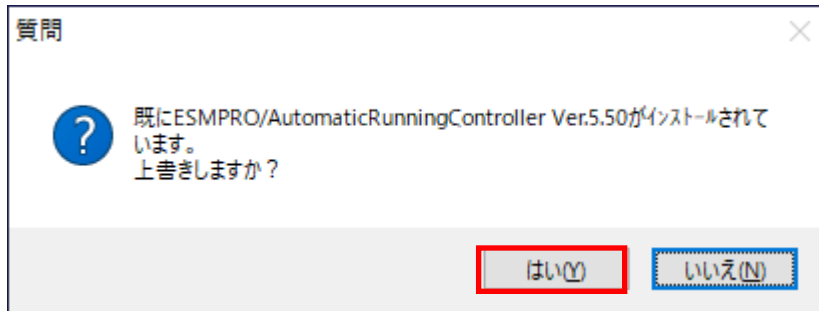 質問
既にESMPRO/AutomaticRunningController Ver.5.50がｲﾝｽﾄｰﾙされて
います。
上書きしますか？
はい(Y) いいえ(N)